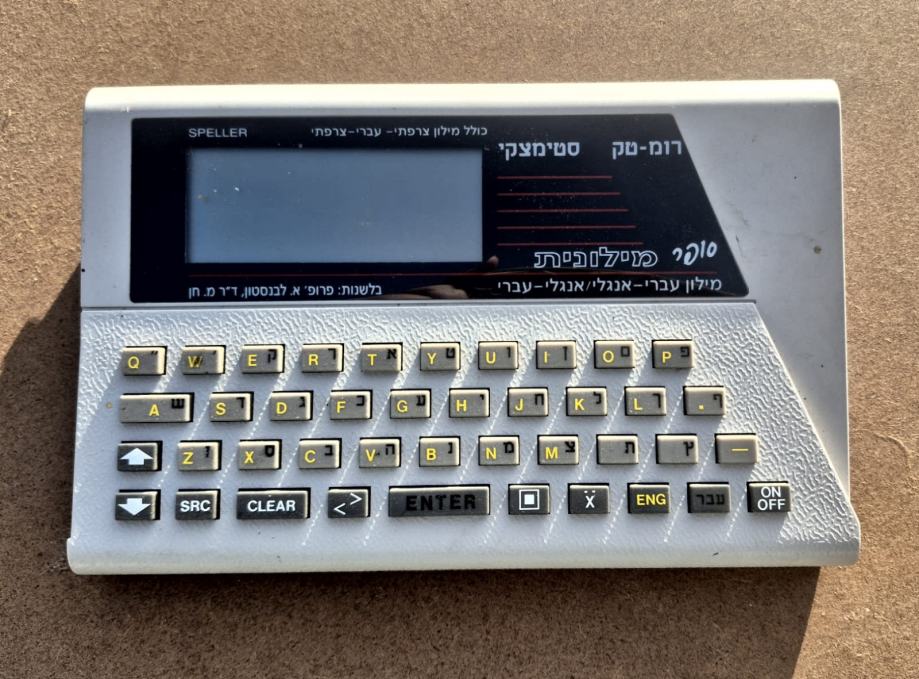 SPELLER כולל מילון צרפתי- עברי-צרפתי
רומ-טק סטימצקי
סופר מילונית
מילון עברי-אנגלי/אנגלי-עברי
בלשנות: פרופ׳ א. לבנסטון, ד״ר מ. חן
Q W E ק R ר T א Y ט U ו I ן O ם P פ
A ש S ד D ג F כ G ע H י J ח K ל L ך . ף
Z ז X ס C ב V ה B נ N מ M צ ת ץ —
SRC CLEAR <> ENTER Ẍ ENG עבר ON OFF